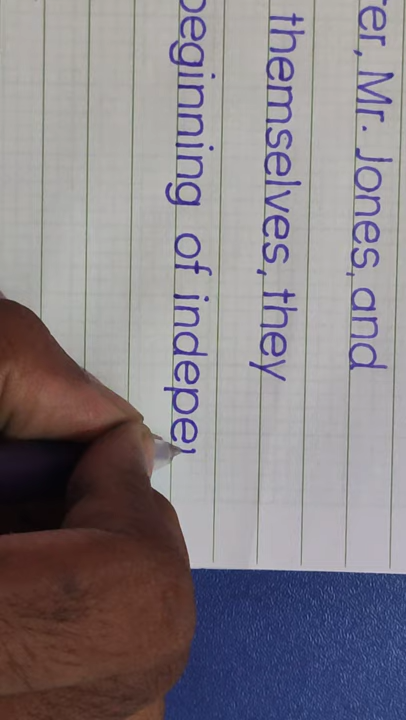 er, Mr. Jones, and
themselves, they
beginning of indepe